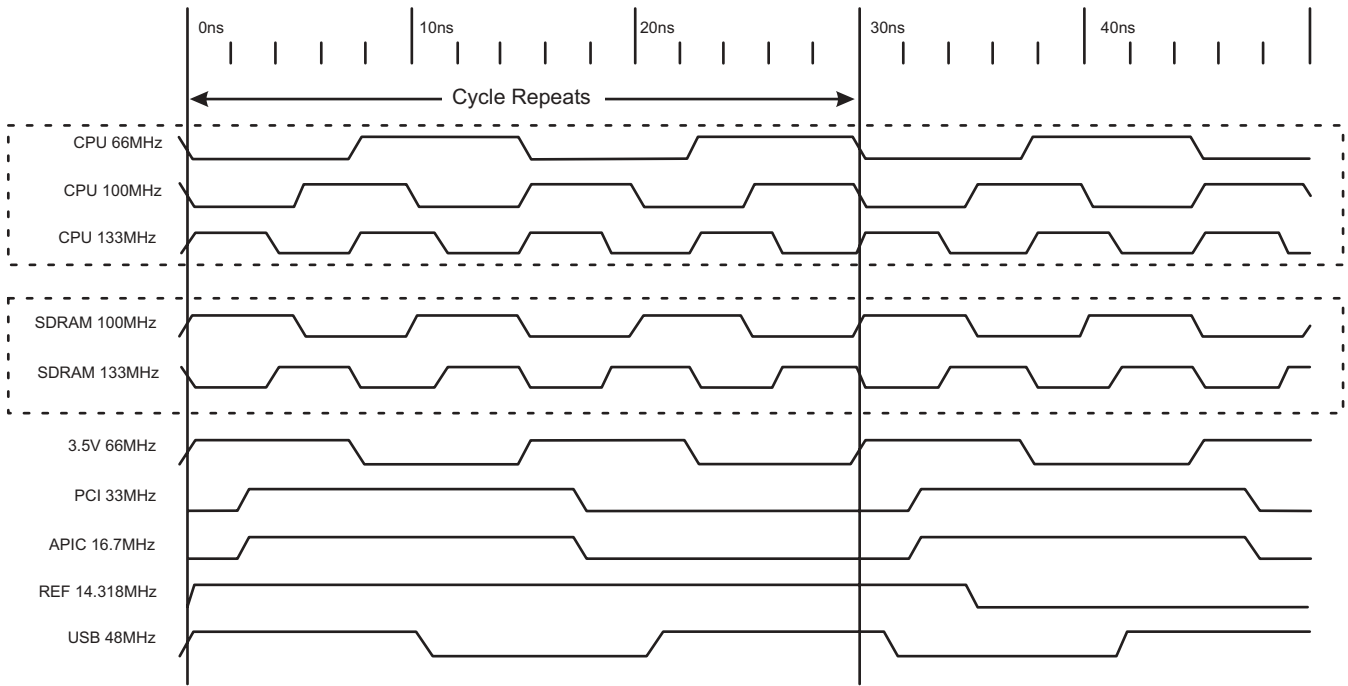 0ns 10ns 20ns 30ns 40ns
Cycle Repeats
CPU 66MHz
CPU 100MHz
CPU 133MHz
SDRAM 100MHz
SDRAM 133MHz
3.5V 66MHz
PCI 33MHz
APIC 16.7MHz
REF 14.318MHz
USB 48MHz